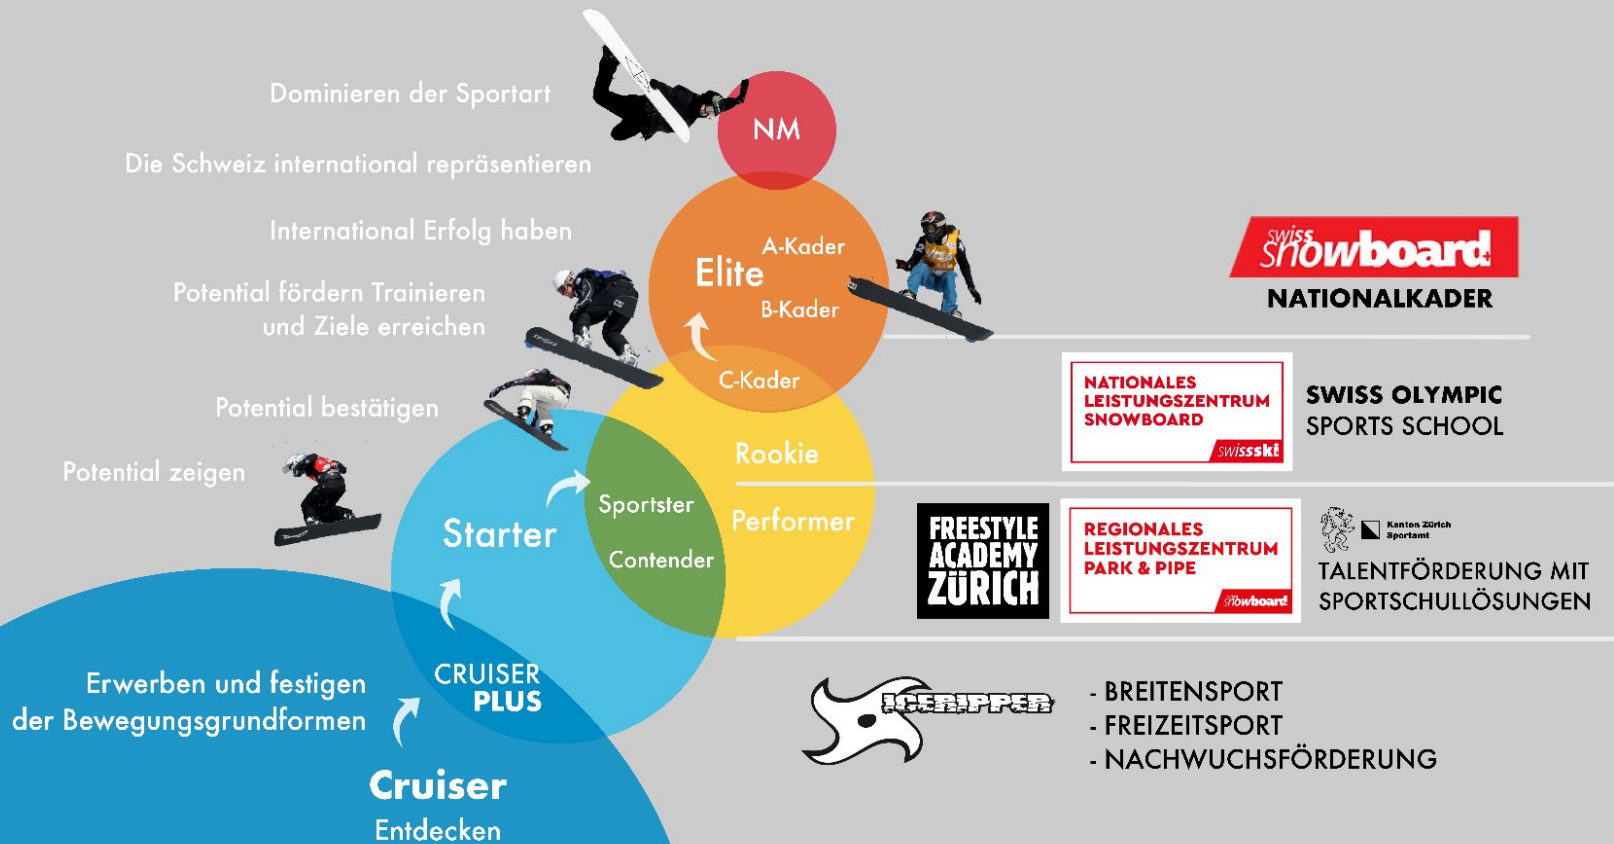 Dominieren der Sportart
Die Schweiz international repräsentieren
International Erfolg haben
Potential fördern Trainieren
und Ziele erreichen
Potential bestätigen
Potential zeigen
Erwerben und festigen
der Bewegungsgrundformen
NM
Elite
A-Kader
B-Kader
C-Kader
Rookie
Performer
Sportster
Contender
Starter
CRUISER
PLUS
Cruiser
Entdecken
swiss
snowboard
NATIONALKADER
NATIONALES
LEISTUNGSZENTRUM
SNOWBOARD
swissski
SWISS OLYMPIC
SPORTS SCHOOL
FREESTYLE
ACADEMY
ZÜRICH
REGIONALES
LEISTUNGSZENTRUM
PARK & PIPE
snowboard
Kanton Zürich
Sportamt
TALENTFÖRDERUNG MIT
SPORTSCHULLÖSUNGEN
ICERIPPER
- BREITENSPORT
- FREIZEITSPORT
- NACHWUCHSFÖRDERUNG